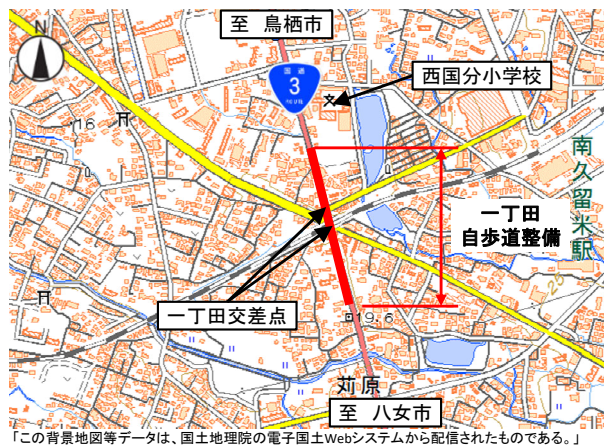 至 鳥栖市
N
国道
3
ROUTE
西国分小学校
文
16
南久留米駅
一丁田
自歩道整備
一丁田交差点
25
19.6
苅原
至 八女市
「この背景地図等データは、国土地理院の電子国土Webシステムから配信されたものである。」